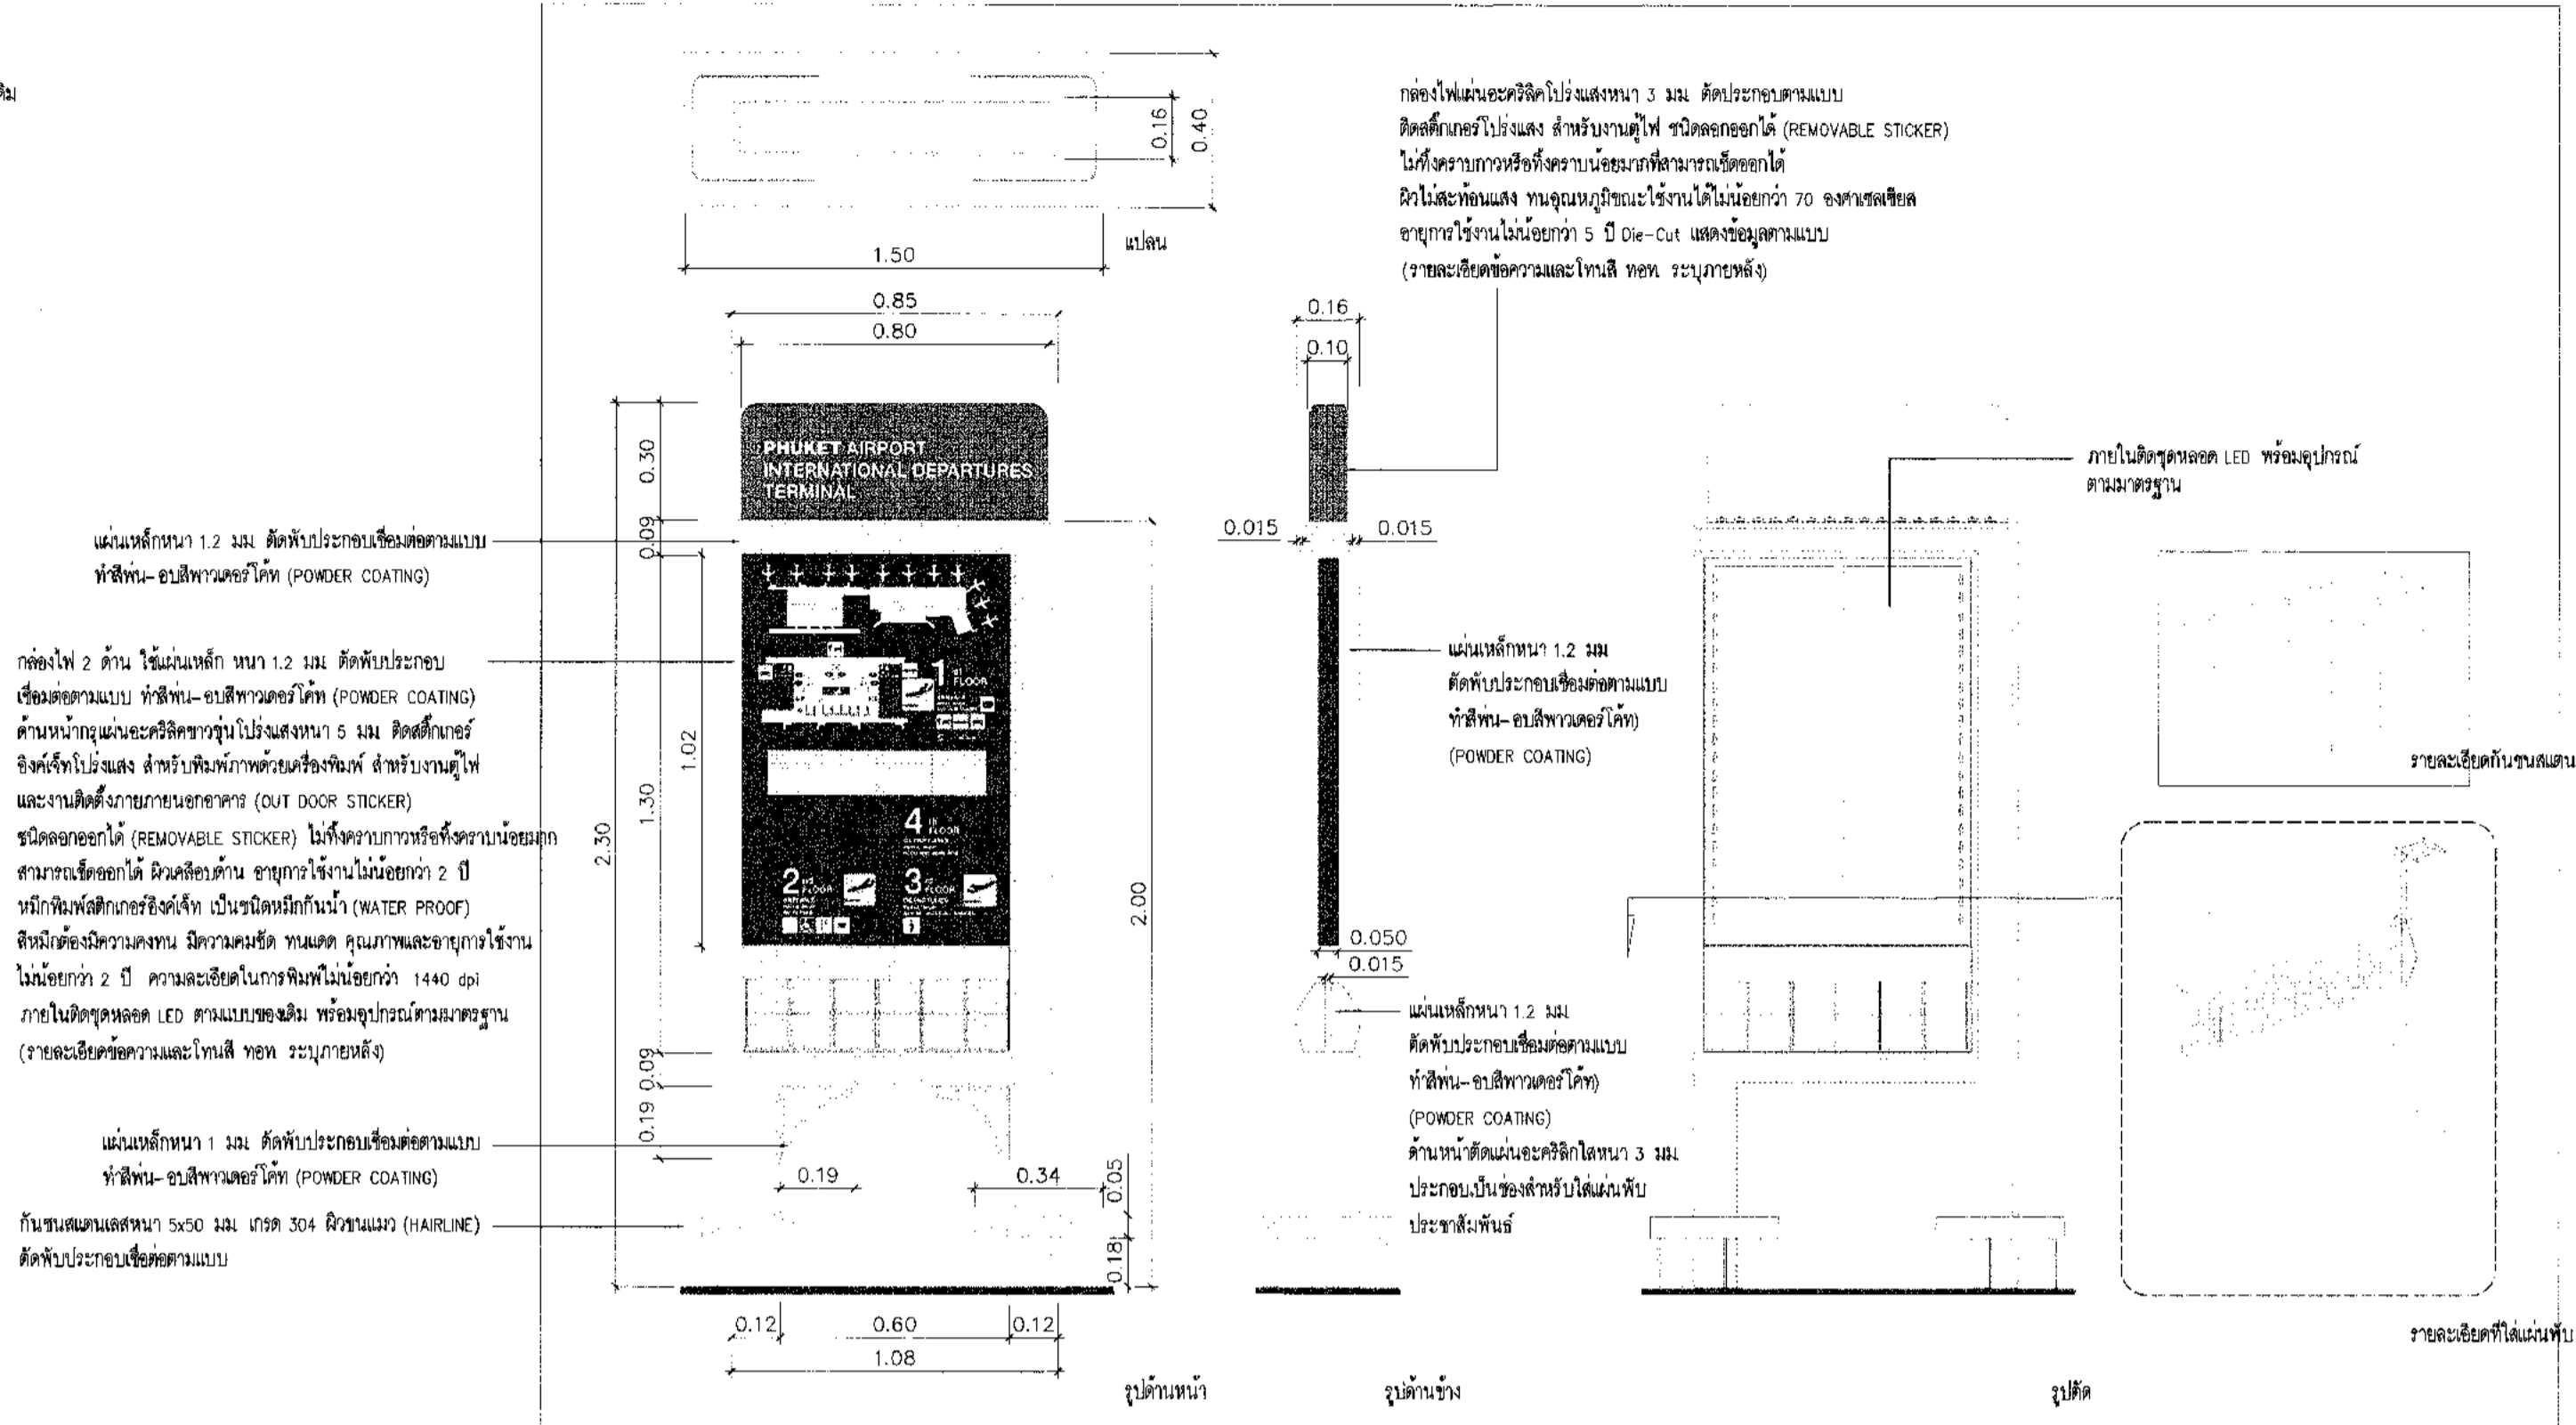 แปลน
0.16
0.40
1.50
0.85
0.80
0.30
0.09
1.02
1.30
2.30
2.00
0.09
0.19
0.19
0.34
0.05
0.18
0.12
0.60
0.12
1.08
PHUKET AIRPORT
INTERNATIONAL DEPARTURES
TERMINAL
1 FLOOR
4 FLOOR
2 FLOOR
3 FLOOR
แผ่นเหล็กหนา 1.2 มม ตัดพับประกอบเชื่อมต่อตามแบบ
ทำสีพ่น-อบสีพาวเดอร์โค้ท (POWDER COATING)
กล่องไฟ 2 ด้าน ใช้แผ่นเหล็ก หนา 1.2 มม ตัดพับประกอบ
เชื่อมต่อตามแบบ ทำสีพ่น-อบสีพาวเดอร์โค้ท (POWDER COATING)
ด้านหน้ากรุแผ่นอะคริลิคขาวขุ่นโปร่งแสงหนา 5 มม ติดสติ๊กเกอร์
อิงค์เจ็ทโปร่งแสง สำหรับพิมพ์ภาพด้วยเครื่องพิมพ์ สำหรับงานตู้ไฟ
และงานติดตั้งภายภายนอกอาคาร (OUT DOOR STICKER)
ชนิดลอกออกได้ (REMOVABLE STICKER) ไม่ทิ้งคราบกาวหรือทิ้งคราบน้อยมาก
สามารถเช็ดออกได้ ผิวเคลือบด้าน อายุการใช้งานไม่น้อยกว่า 2 ปี
หมึกพิมพ์สติกเกอร์อิงค์เจ็ท เป็นชนิดหมึกกันน้ำ (WATER PROOF)
สีหมึกต้องมีความคงทน มีความคมชัด ทนแดด คุณภาพและอายุการใช้งาน
ไม่น้อยกว่า 2 ปี ความละเอียดในการพิมพ์ไม่น้อยกว่า 1440 dpi
ภายในติดชุดหลอด LED ตามแบบของเดิม พร้อมอุปกรณ์ตามมาตรฐาน
(รายละเอียดข้อความและโทนสี ทอท ระบุภายหลัง)
แผ่นเหล็กหนา 1 มม ตัดพับประกอบเชื่อมต่อตามแบบ
ทำสีพ่น-อบสีพาวเดอร์โค้ท (POWDER COATING)
กันชนสแตนเลสหนา 5x50 มม เกรด 304 ผิวขนแมว (HAIRLINE)
ตัดพับประกอบเชื่อต่อตามแบบ
รูปด้านหน้า
กล่องไฟแผ่นอะคริลิคโปร่งแสงหนา 3 มม ตัดประกอบตามแบบ
ติดสติ๊กเกอร์โปร่งแสง สำหรับงานตู้ไฟ ชนิดลอกออกได้ (REMOVABLE STICKER)
ไม่ทิ้งคราบกาวหรือทิ้งคราบน้อยมากที่สามารถเช็ดออกได้
ผิวไม่สะท้อนแสง ทนอุณหภูมิขณะใช้งานได้ไม่น้อยกว่า 70 องศาเซลเซียส
อายุการใช้งานไม่น้อยกว่า 5 ปี Die-Cut แสดงข้อมูลตามแบบ
(รายละเอียดข้อความและโทนสี ทอท ระบุภายหลัง)
0.16
0.10
0.015
0.015
แผ่นเหล็กหนา 1.2 มม
ตัดพับประกอบเชื่อมต่อตามแบบ
ทำสีพ่น-อบสีพาวเดอร์โค้ท)
(POWDER COATING)
0.050
0.015
แผ่นเหล็กหนา 1.2 มม.
ตัดพับประกอบเชื่อมต่อตามแบบ
ทำสีพ่น-อบสีพาวเดอร์โค้ท)
(POWDER COATING)
ด้านหน้าตัดแผ่นอะคริลิกใสหนา 3 มม.
ประกอบเป็นช่องสำหรับใส่แผ่นพับ
ประชาสัมพันธ์
รูปด้านข้าง
ภายในติดชุดหลอด LED พร้อมอุปกรณ์
ตามมาตรฐาน
รูปตัด
รายละเอียดกันชนสแตน
รายละเอียดที่ใส่แผ่นพับ